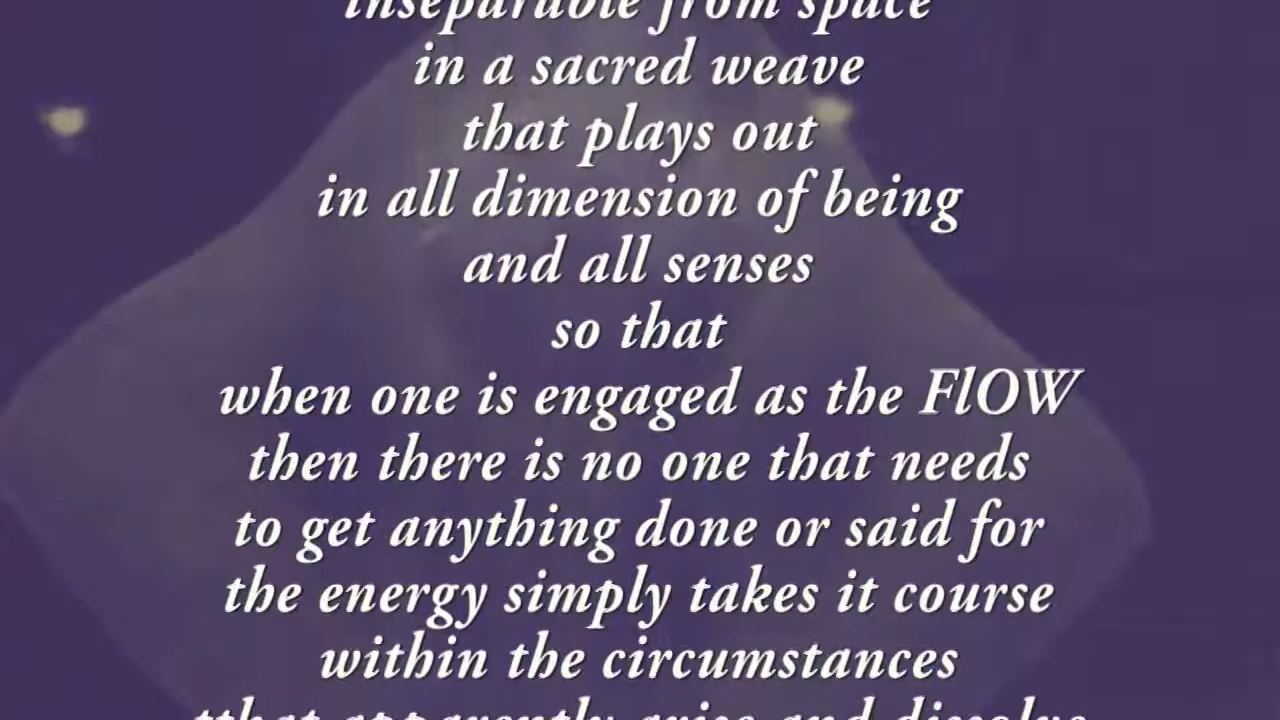 inseparable from space
in a sacred weave
that plays out
in all dimension of being
and all senses
so that
when one is engaged as the FlOW
then there is no one that needs
to get anything done or said for
the energy simply takes it course
within the circumstances
tthat apparently arise and dissolve